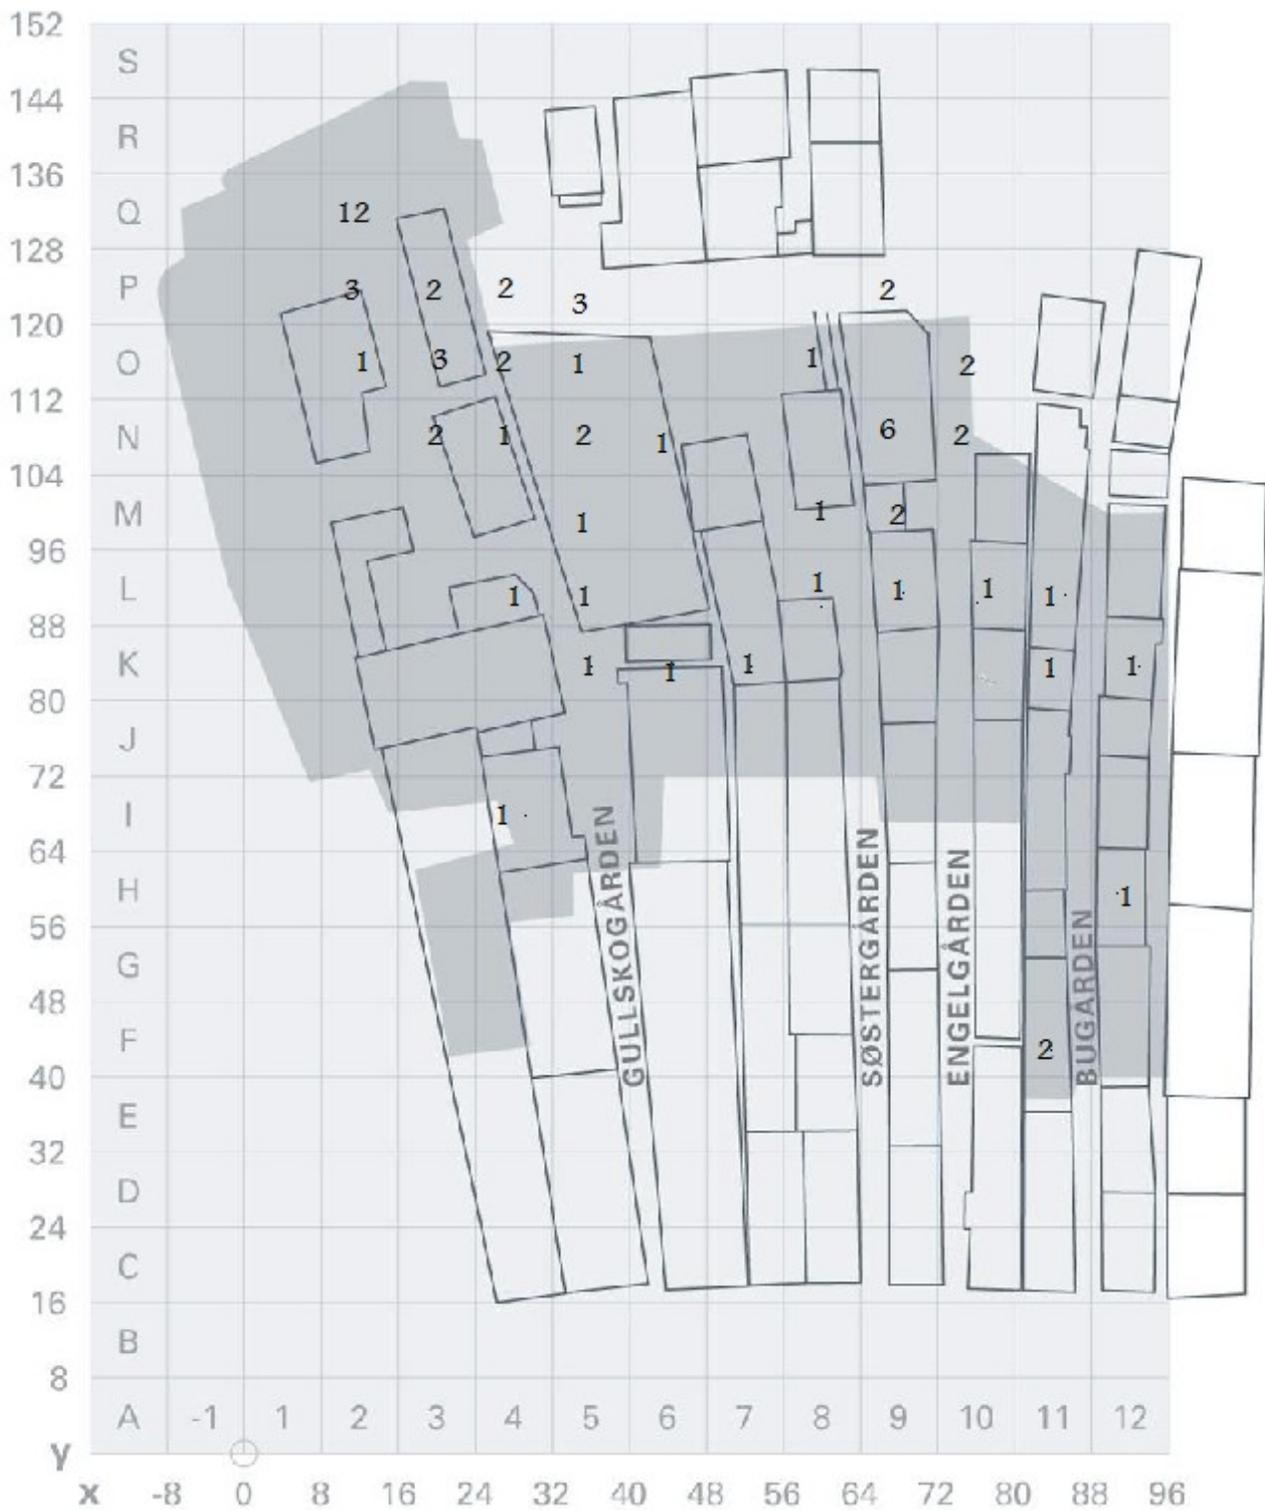 152
S
144
R
136
Q 12
128
P 3 2 2 3 2
120
O 1 3 2 1 1 2
112
N 2 1 2 1 6 2
104
M 1 1 2
96
L 1 1 1 1 1 1
88
K 1 1 1 1 1
80
J
72
I 1
64
H 1
56
G
48
F 2
40
E
32
D
24
C
16
B
8
A -1 1 2 3 4 5 6 7 8 9 10 11 12
y
x -8 0 8 16 24 32 40 48 56 64 72 80 88 96
GULLSKOGÅRDEN
SØSTERGÅRDEN
ENGELGÅRDEN
BUGÅRDEN